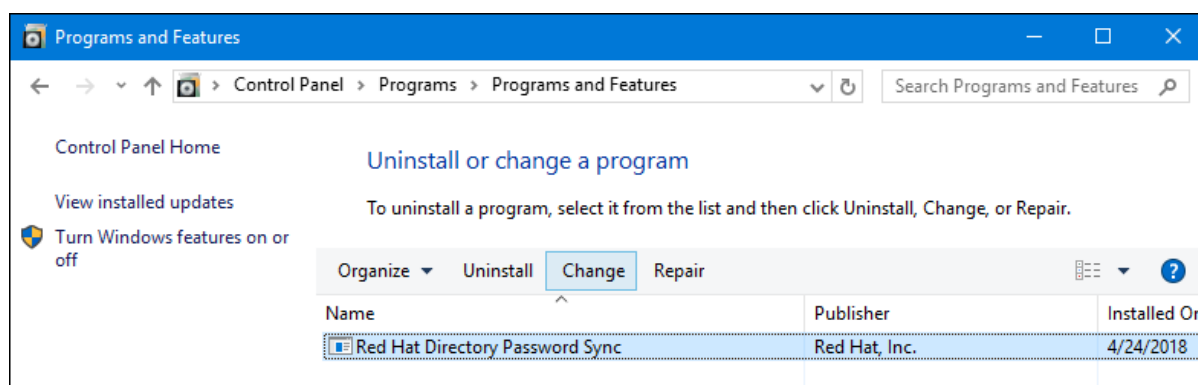 Programs and Features
Control Panel > Programs > Programs and Features
Search Programs and Features
Control Panel Home
Uninstall or change a program
View installed updates
To uninstall a program, select it from the list and then click Uninstall, Change, or Repair.
Turn Windows features on or
off
Organize Uninstall Change Repair
Name Publisher Installed Or
Red Hat Directory Password Sync Red Hat, Inc. 4/24/2018